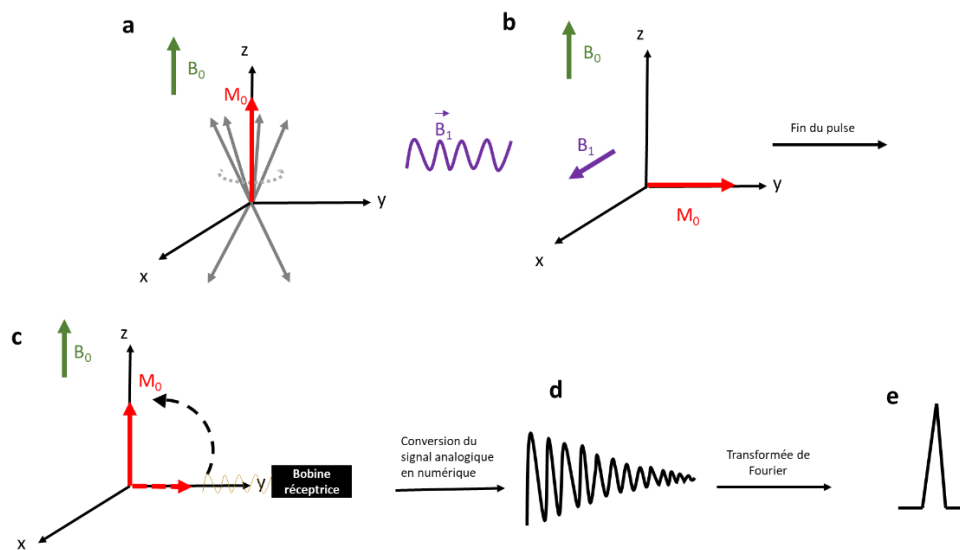 a
B₀
z
M₀
y
x
B₁
b
B₀
z
B₁
y
M₀
x
Fin du pulse
c
B₀
z
M₀
y
Bobine
réceptrice
x
Conversion du
signal analogique
en numérique
d
Transformée de
Fourier
e